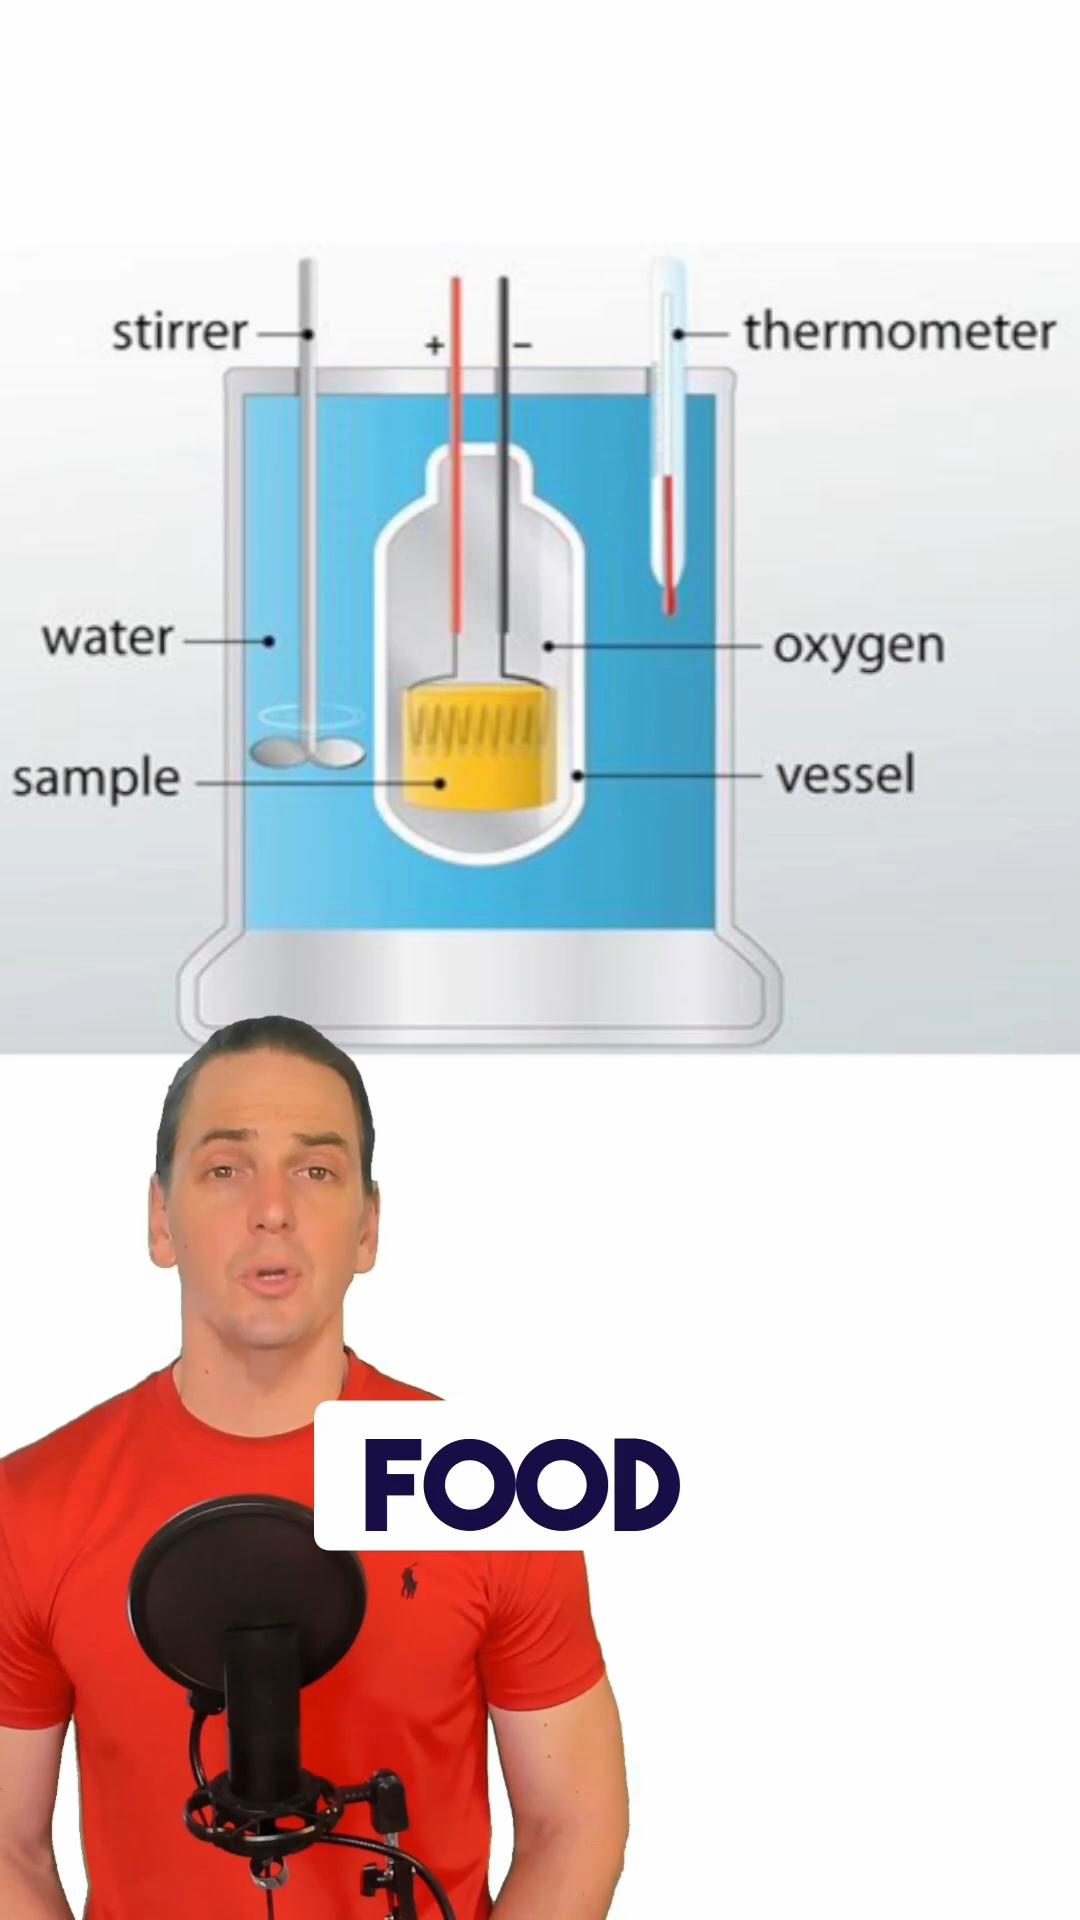 stirrer
+
−
thermometer
water
oxygen
sample
vessel
FOOD